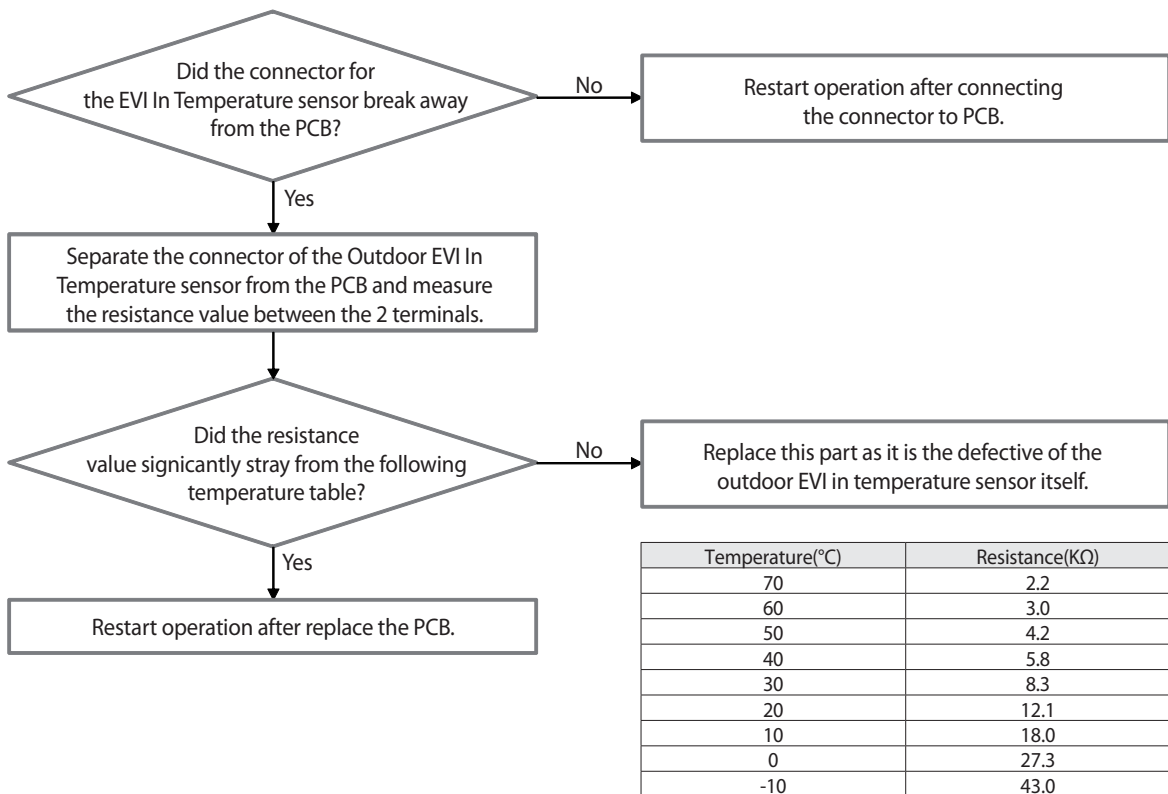 Did the connector for
the EVI In Temperature sensor break away
from the PCB?
No
Restart operation after connecting
the connector to PCB.
Yes
Separate the connector of the Outdoor EVI In
Temperature sensor from the PCB and measure
the resistance value between the 2 terminals.
Did the resistance
value signicantly stray from the following
temperature table?
No
Replace this part as it is the defective of the
outdoor EVI in temperature sensor itself.
Yes
Restart operation after replace the PCB.
Temperature(°C) Resistance(KΩ)
70 2.2
60 3.0
50 4.2
40 5.8
30 8.3
20 12.1
10 18.0
0 27.3
-10 43.0